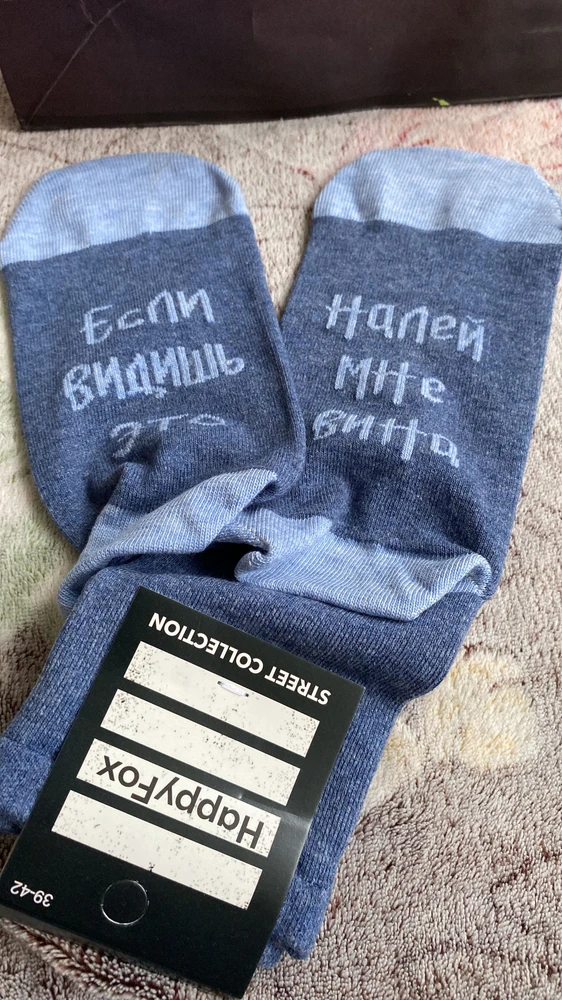 Если
видишь
это
Налей
мне
вина
STREET COLLECTION
HappyFox
39-42